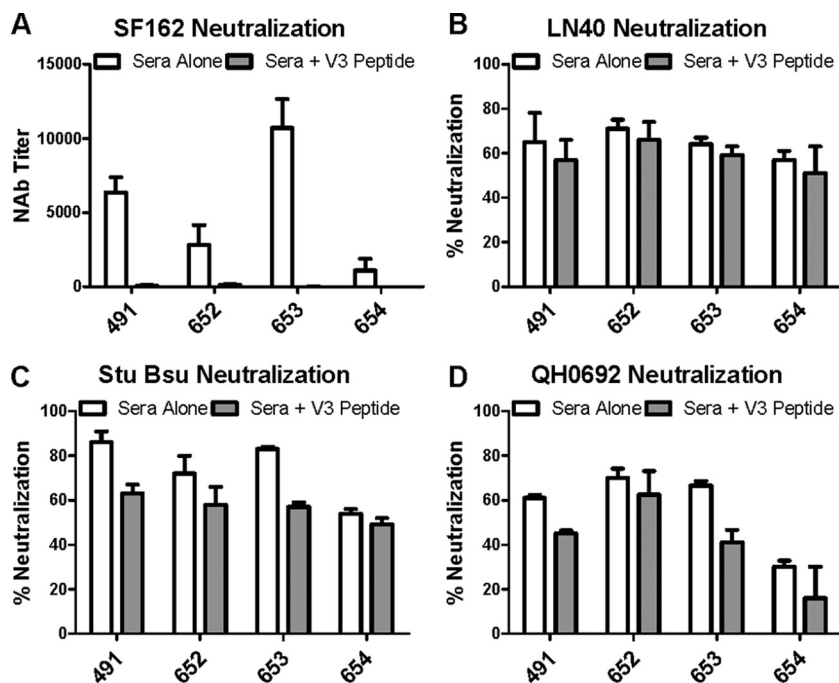 A
SF162 Neutralization
Sera Alone Sera + V3 Peptide
NAb Titer
15000
10000
5000
0
491 652 653 654
B
LN40 Neutralization
Sera Alone Sera + V3 Peptide
% Neutralization
100
80
60
40
20
0
491 652 653 654
C
Stu Bsu Neutralization
Sera Alone Sera + V3 Peptide
% Neutralization
100
80
60
40
20
0
491 652 653 654
D
QH0692 Neutralization
Sera Alone Sera + V3 Peptide
% Neutralization
100
80
60
40
20
0
491 652 653 654